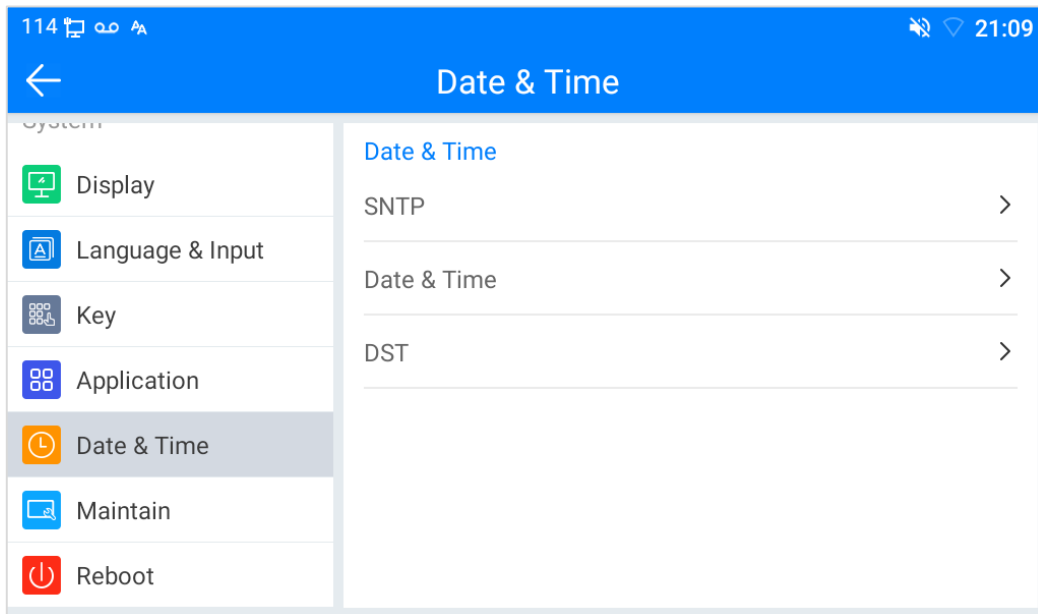 114 21:09
Date & Time
System
Display
Language & Input
Key
Application
Date & Time
Maintain
Reboot
Date & Time
SNTP
Date & Time
DST